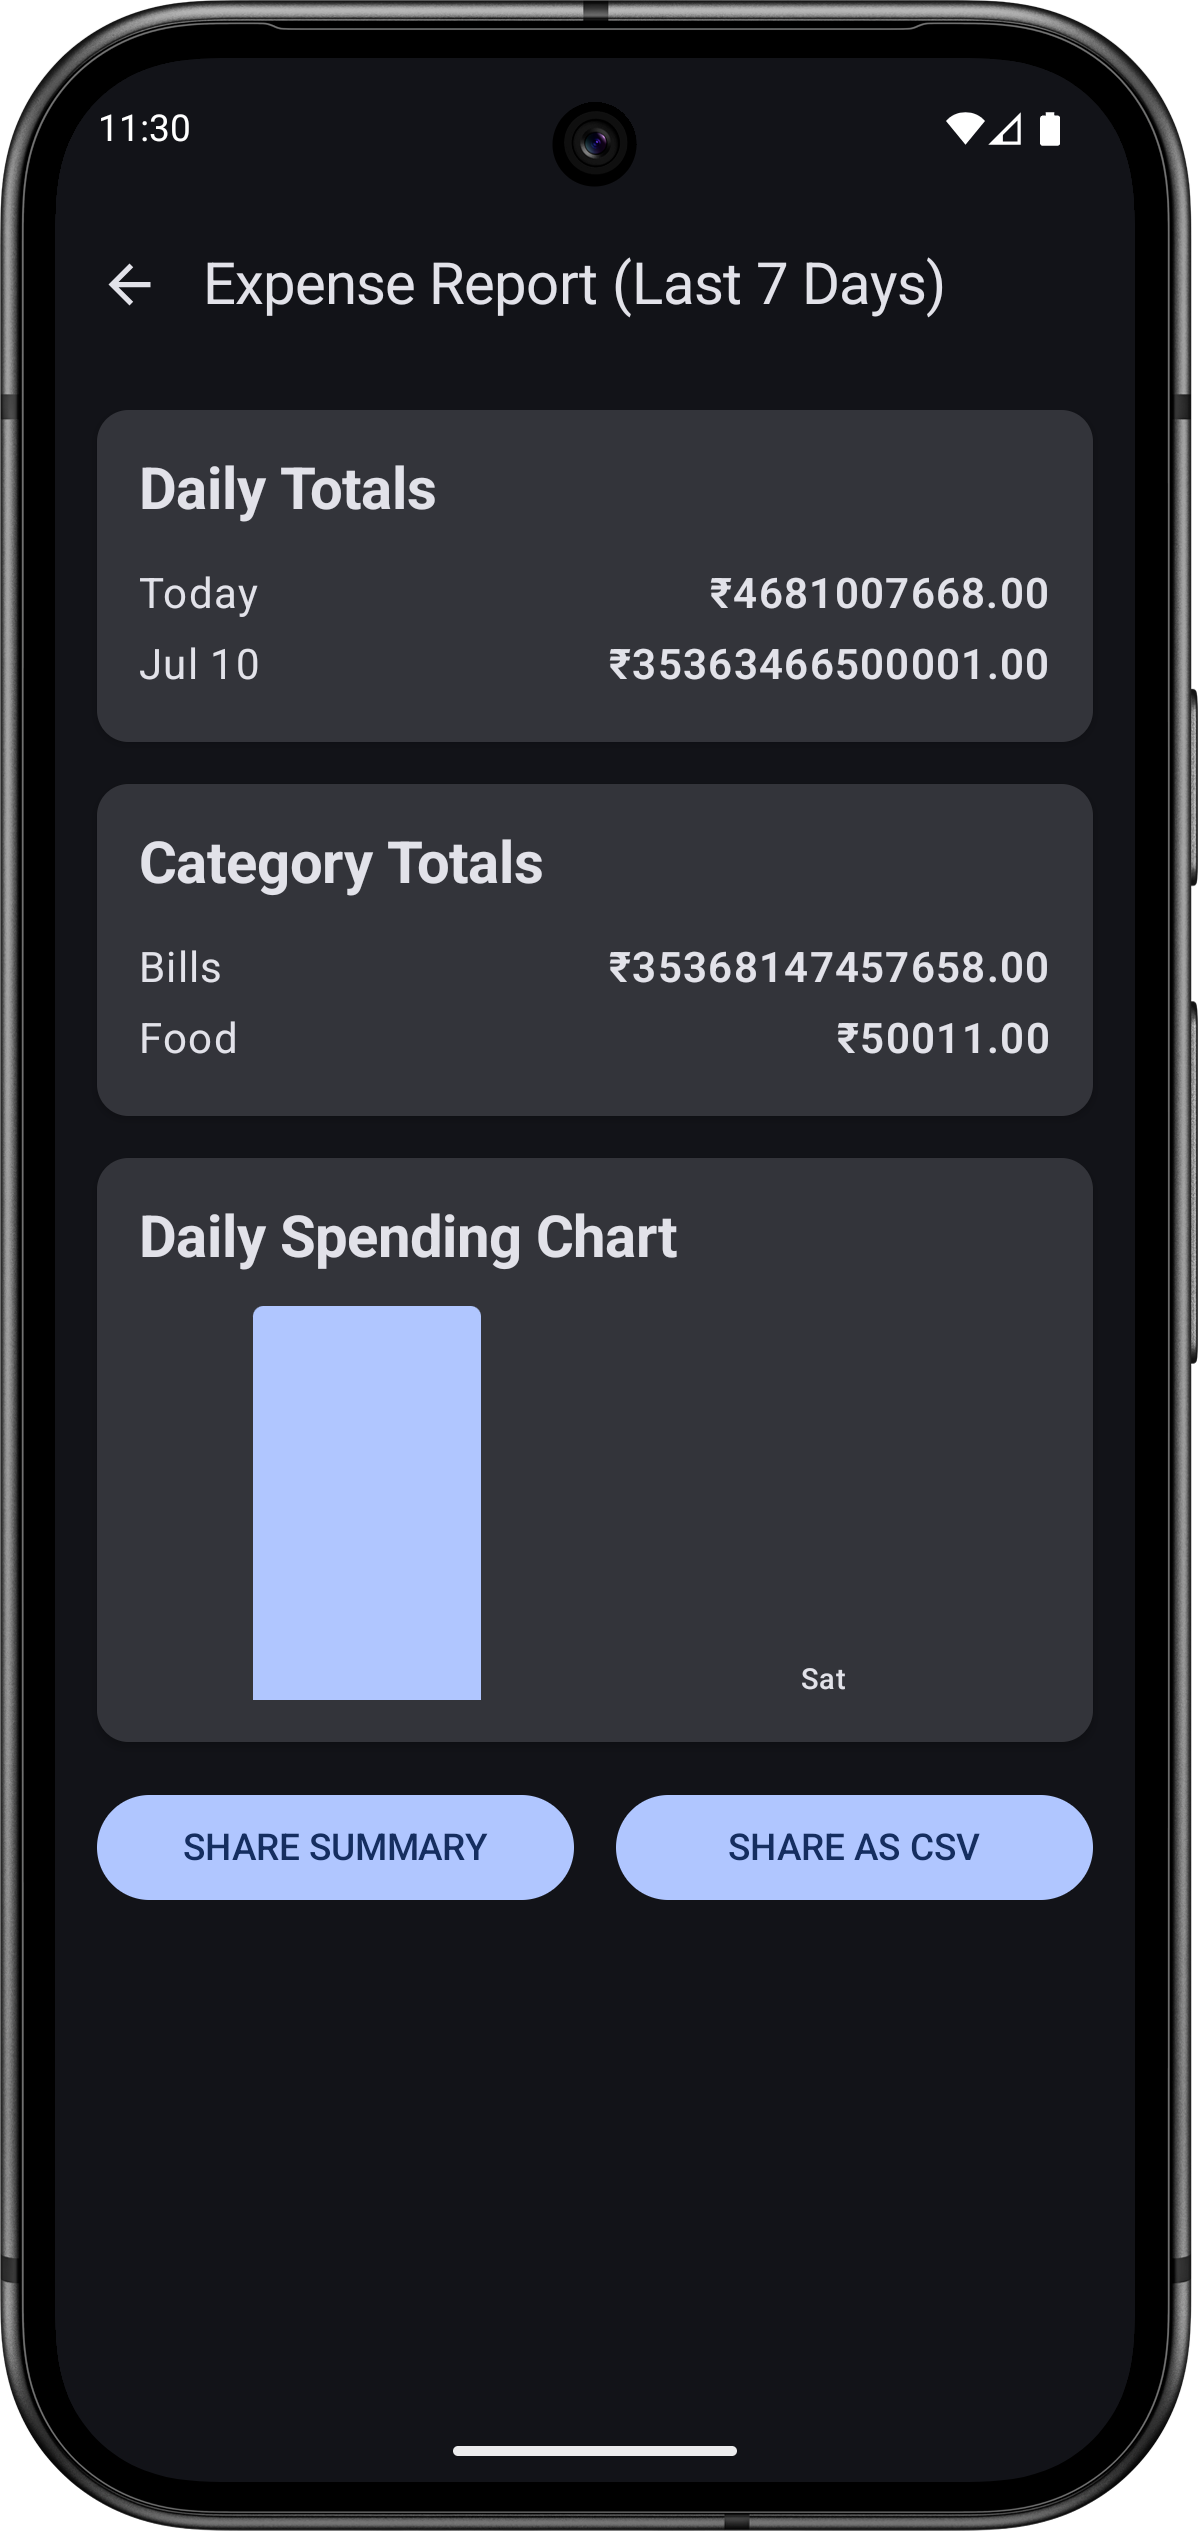 11:30
Expense Report (Last 7 Days)
Daily Totals
Today ₹4681007668.00
Jul 10 ₹35363466500001.00
Category Totals
Bills ₹35368147457658.00
Food ₹50011.00
Daily Spending Chart
Sat
SHARE SUMMARY SHARE AS CSV